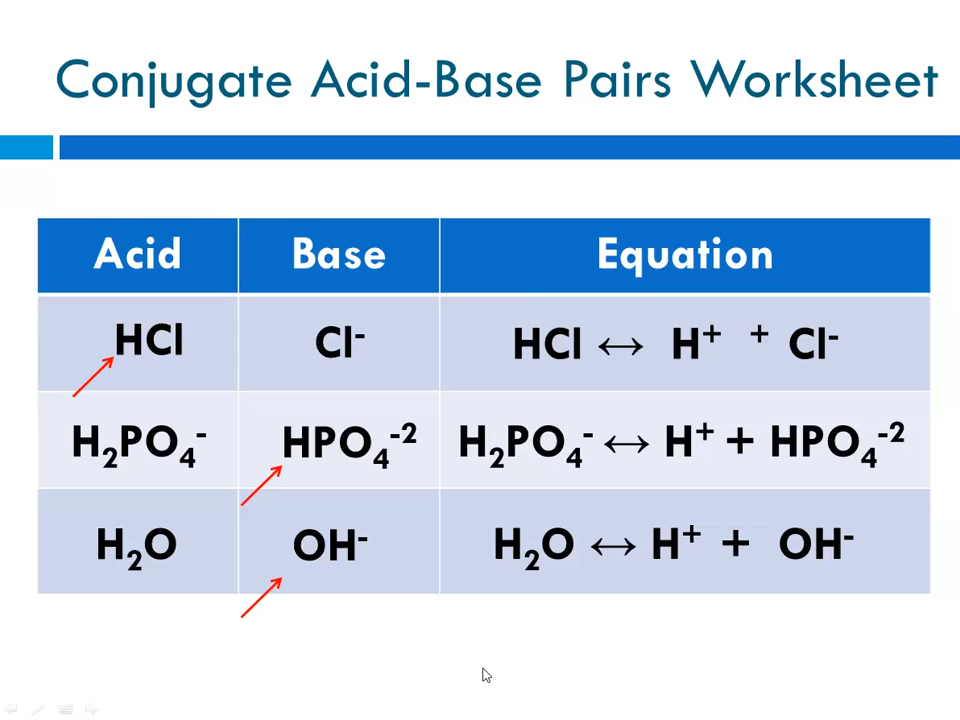 Conjugate Acid-Base Pairs Worksheet
Acid Base Equation
HCl Cl⁻ HCl ↔ H⁺ ⁺ Cl⁻
H₂PO₄⁻ HPO₄⁻² H₂PO₄⁻ ↔ H⁺ + HPO₄⁻²
H₂O OH⁻ H₂O ↔ H⁺ + OH⁻